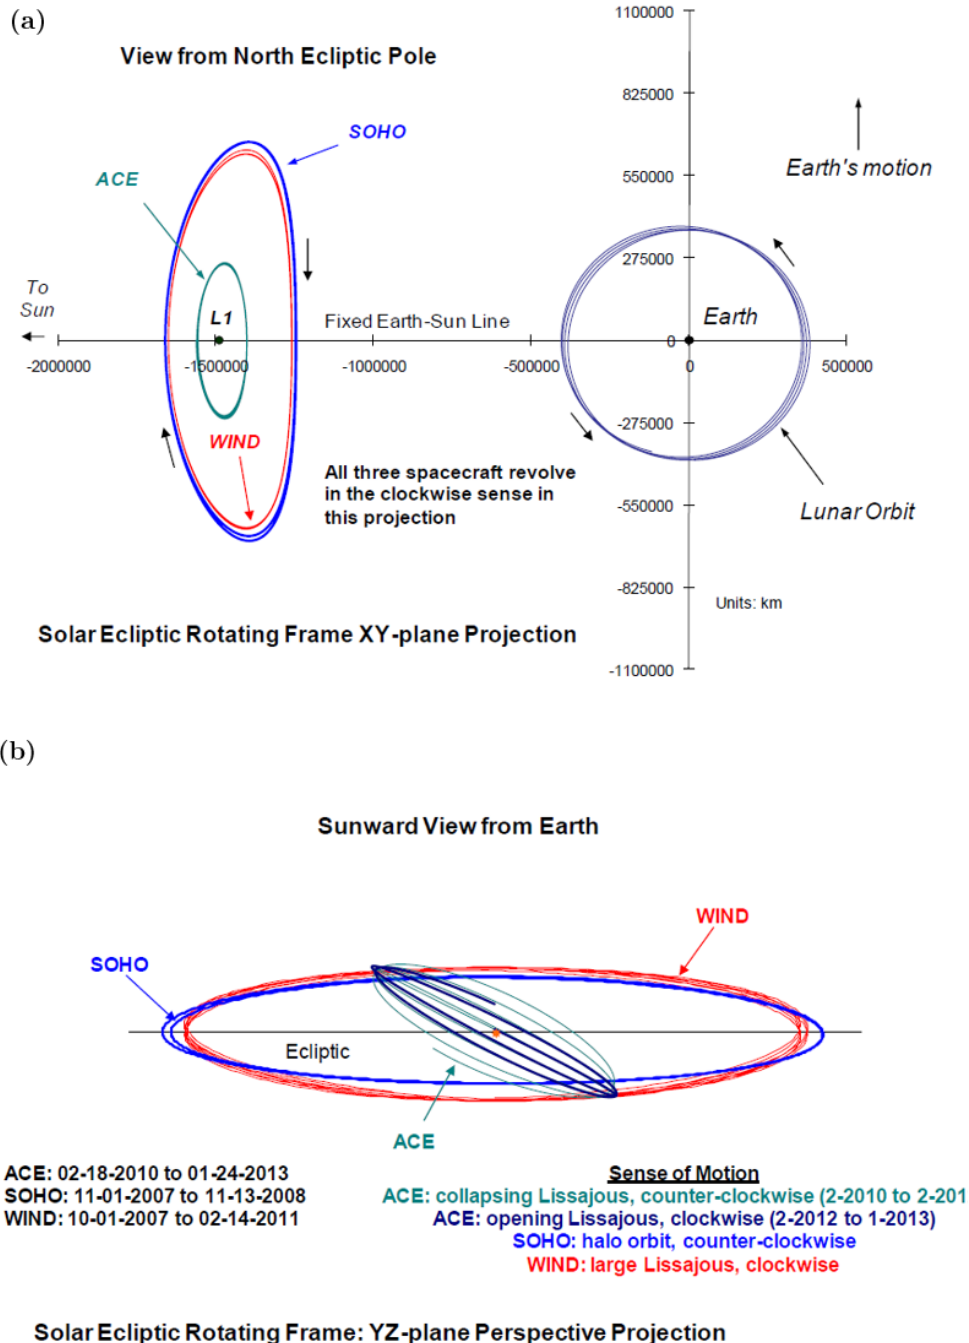 (a)
View from North Ecliptic Pole
1100000
825000
SOHO
ACE
550000
Earth's motion
275000
To
Sun
L1
Fixed Earth-Sun Line
Earth
0
-2000000
-1500000
-1000000
-500000
0
500000
-275000
WIND
All three spacecraft revolve
in the clockwise sense in
this projection
-550000
Lunar Orbit
-825000
Units: km
Solar Ecliptic Rotating Frame XY-plane Projection
-1100000
(b)
Sunward View from Earth
WIND
SOHO
Ecliptic
ACE
ACE: 02-18-2010 to 01-24-2013
SOHO: 11-01-2007 to 11-13-2008
WIND: 10-01-2007 to 02-14-2011
Sense of Motion
ACE: collapsing Lissajous, counter-clockwise (2-2010 to 2-201
ACE: opening Lissajous, clockwise (2-2012 to 1-2013)
SOHO: halo orbit, counter-clockwise
WIND: large Lissajous, clockwise
Solar Ecliptic Rotating Frame: YZ-plane Perspective Projection